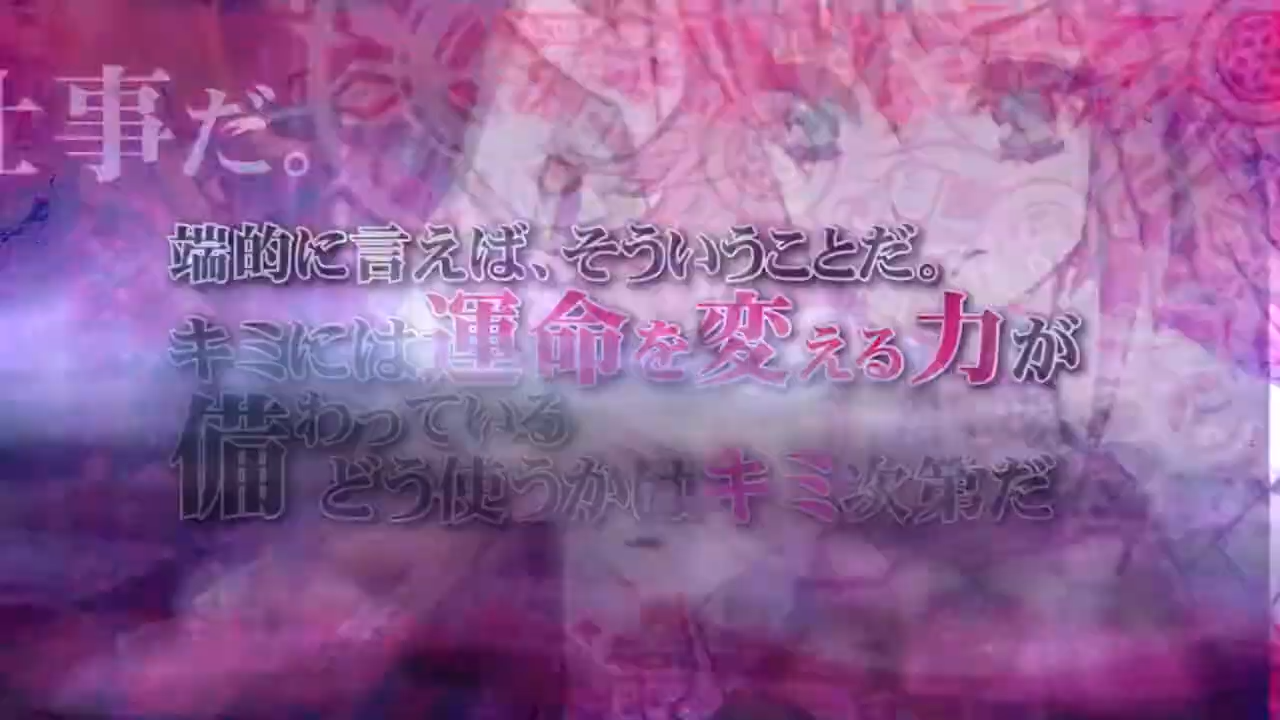 仕事だ。
端的に言えば、そういうことだ。
キミには運命を変える力が
備わっている
どう使うかはキミ次第だ